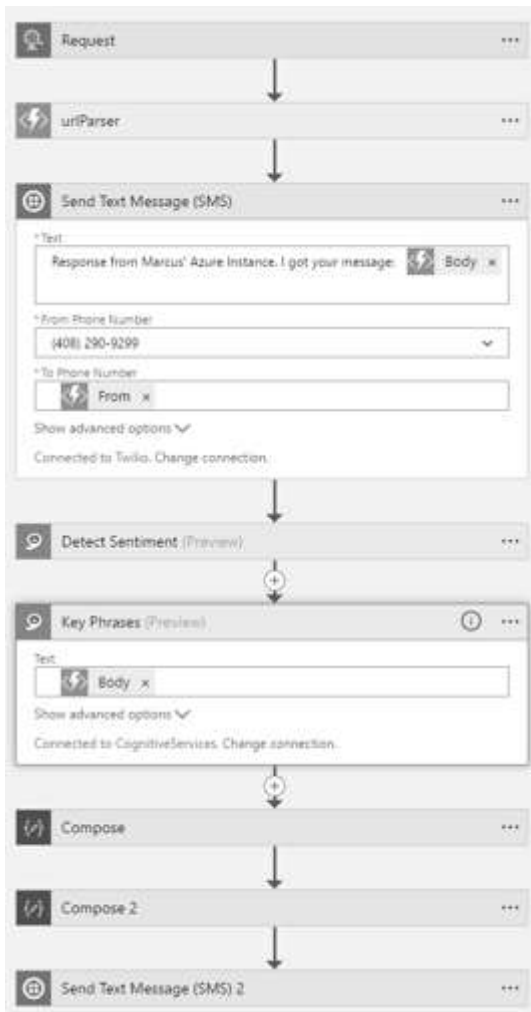 Request
urlParser
Send Text Message (SMS)
*Text
Response from Marcus' Azure Instance. I got your message: Body ×
*From Phone Number
(408) 290-9299
*To Phone Number
From ×
Show advanced options
Connected to Twilio. Change connection.
Detect Sentiment (Preview)
Key Phrases (Preview)
Text
Body ×
Show advanced options
Connected to CognitiveServices. Change connection.
Compose
Compose 2
Send Text Message (SMS) 2